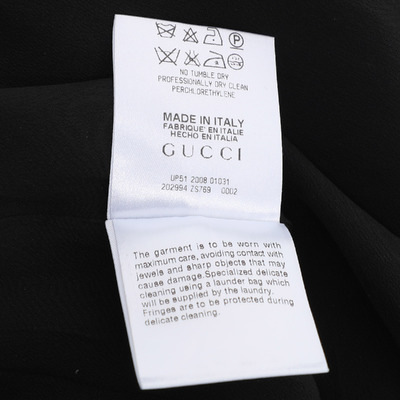 P
NO TUMBLE DRY
PROFESSIONALLY DRY CLEAN
PERCHLORETHYLENE
MADE IN ITALY
FABRIQUE' EN ITALIE
HECHO EN ITALIA
GUCCI
UP51 2008 01031
202994 ZS769 0002
The garment is to be worn with
maximum care, avoiding contact with
jewels and sharp objects that may
cause damage.Specialized delicate
cleaning using a launder bag which
will be supplied by the laundry.
Fringes are to be protected during
delicate cleaning.